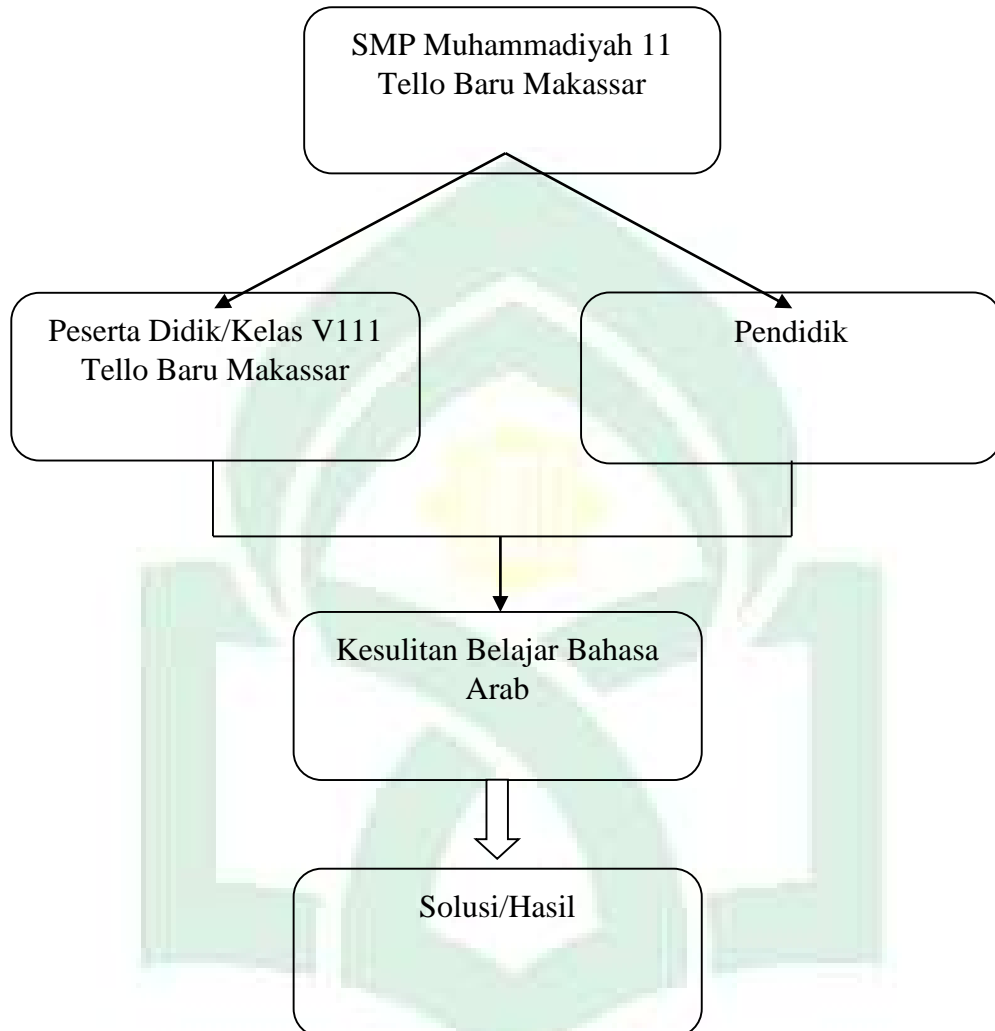 SMP Muhammadiyah 11
Tello Baru Makassar
Peserta Didik/Kelas V111
Tello Baru Makassar
Pendidik
Kesulitan Belajar Bahasa
Arab
Solusi/Hasil